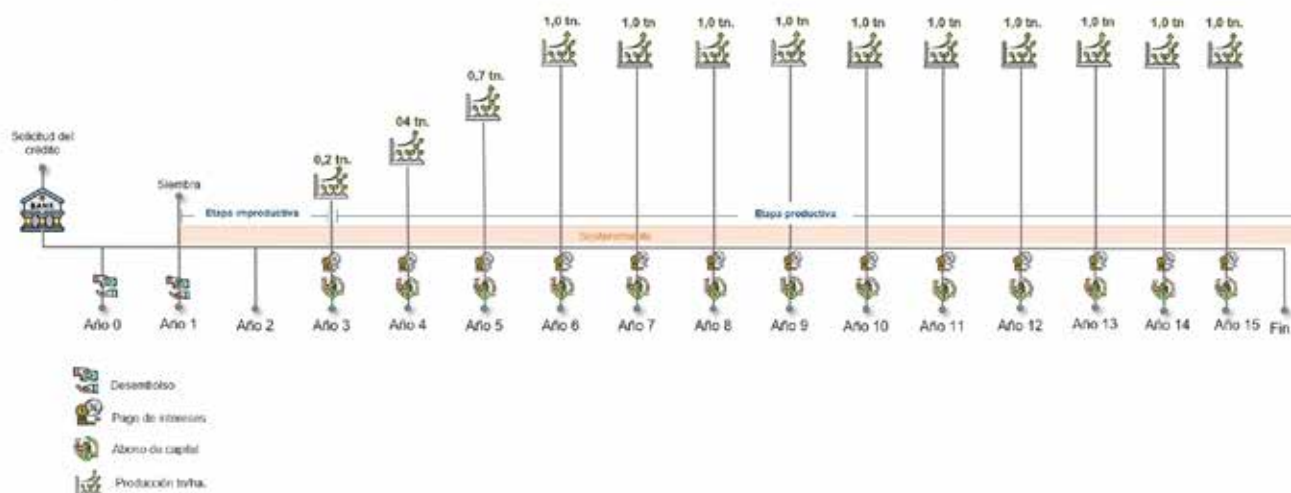 1,0 tn.
1,0 tn
1,0 tn.
1,0 tn
1,0 tn.
1,0 tn
1,0 tn.
1,0 tn.
1,0 tn
1,0 tn.
0,7 tn.
04 tn.
0,2 tn.
Solicitud del
crédito
BANK
Siembra
Etapa improductiva
Etapa productiva
Sostenimiento
Año 0
Año 1
Año 2
Año 3
Año 4
Año 5
Año 6
Año 7
Año 8
Año 9
Año 10
Año 11
Año 12
Año 13
Año 14
Año 15
Fin
Desembolso
Pago de intereses
Abono de capital
Producción tn/ha.